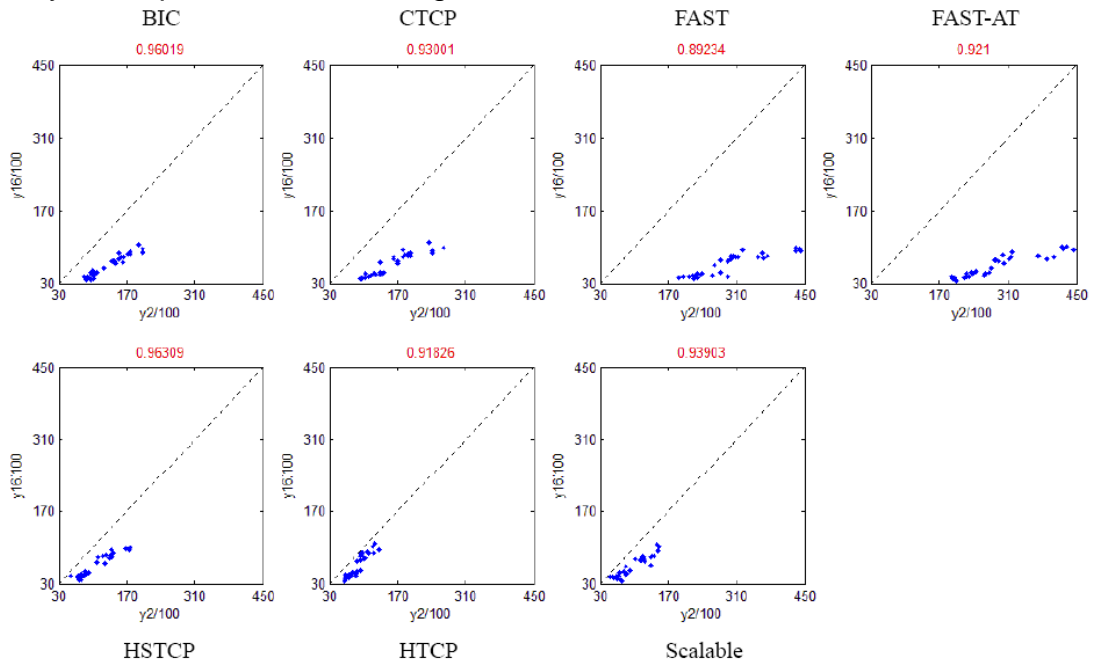 BIC CTCP FAST FAST-AT
0.96019 0.93001 0.89234 0.921
450 450 450 450
310 310 310 310
y16/100 y16/100 y16/100 y16/100
170 170 170 170
30 30 30 30
30 170 310 450 30 170 310 450 30 170 310 450 30 170 310 450
y2/100 y2/100 y2/100 y2/100
0.96309 0.91826 0.93903
450 450 450
310 310 310
y16/100 y16:100 y16/100
170 170 170
30 30 30
30 170 310 450 30 170 310 450 30 170 310 450
y2/100 y2/100 y2/100
HSTCP HTCP Scalable